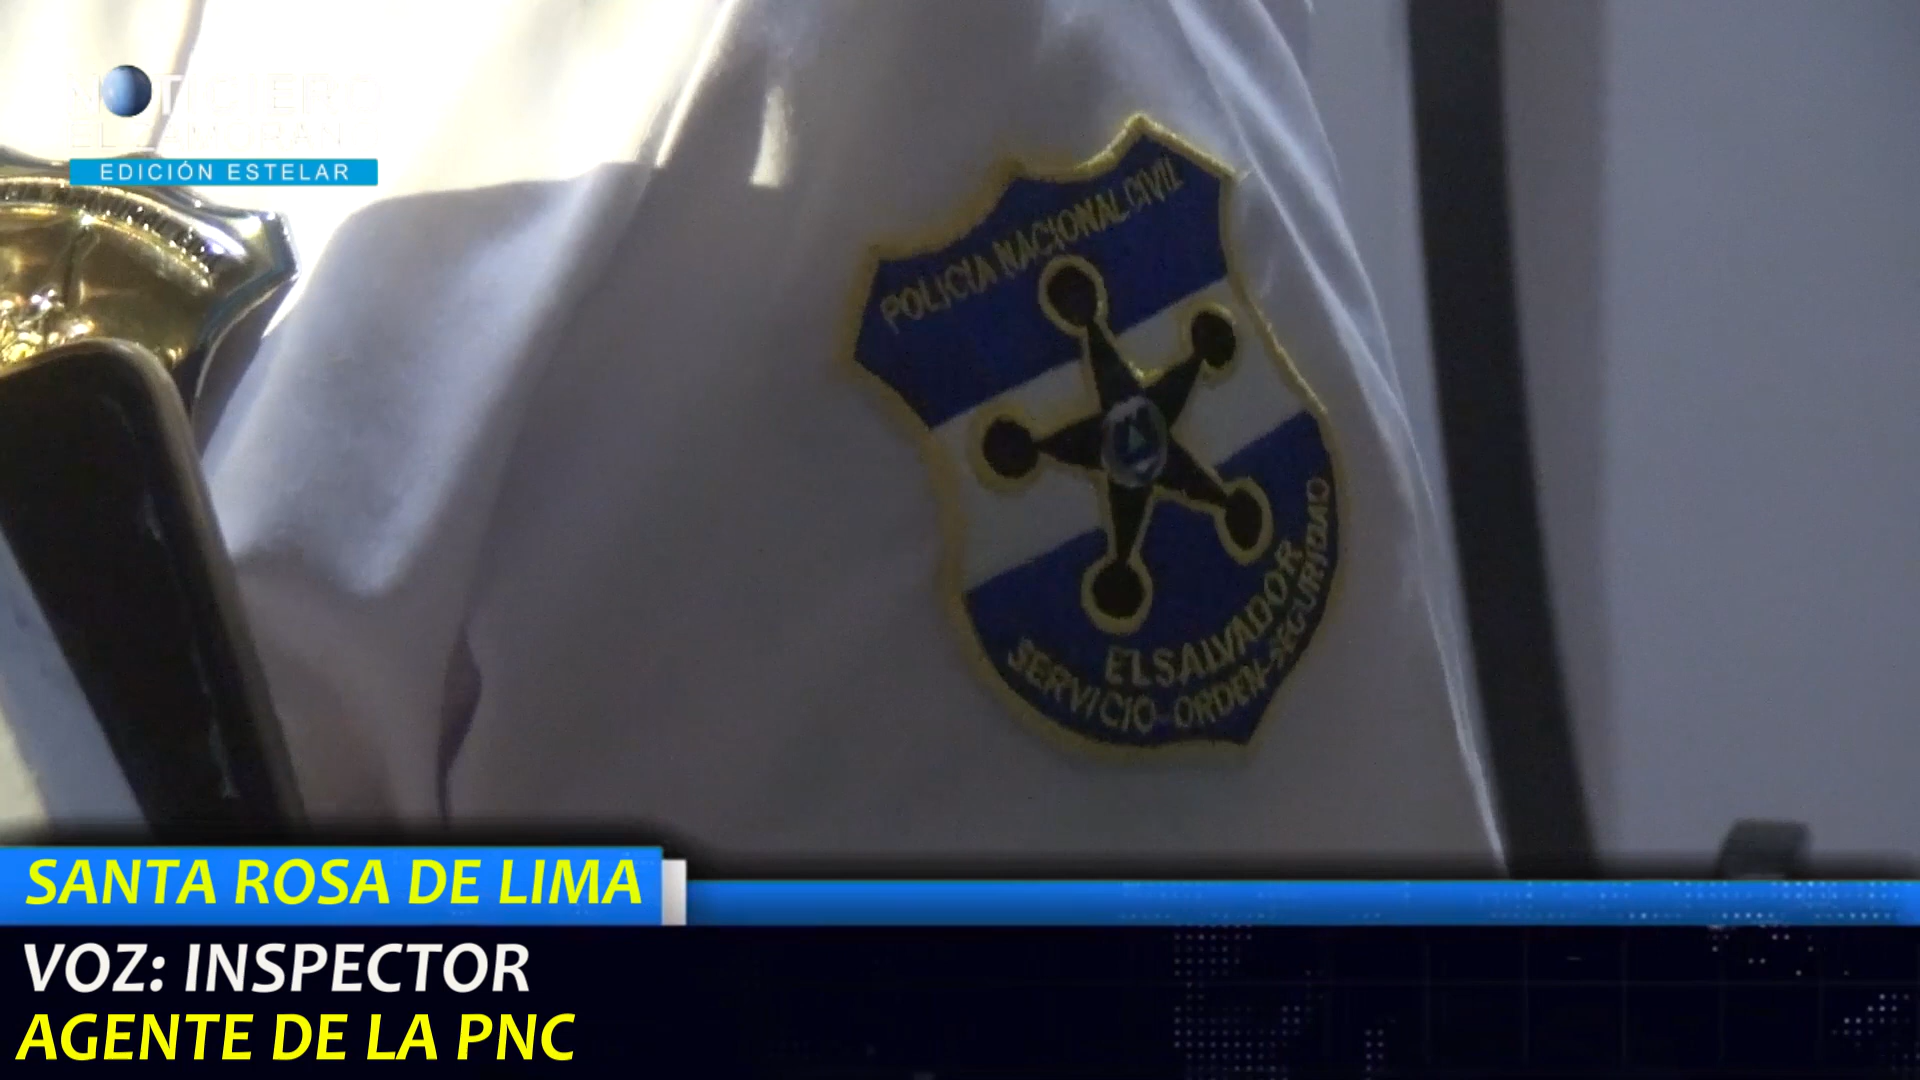 NOTICIERO
EDICIÓN ESTELAR
POLICIA NACIONAL CIVIL
EL SALVADOR
SERVICIO-ORDEN-SEGURIDAD
SANTA ROSA DE LIMA
VOZ: INSPECTOR
AGENTE DE LA PNC